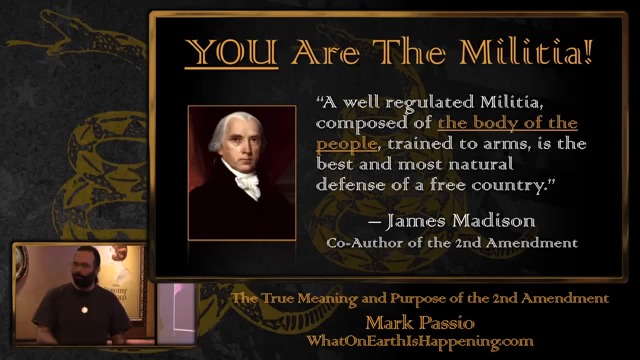 YOU Are The Militia!
“A well regulated Militia,
composed of the body of the
people, trained to arms, is the
best and most natural
defense of a free country.”
– James Madison
Co-Author of the 2nd Amendment
The True Meaning and Purpose of the 2nd Amendment
Mark Passio
WhatOnEarthIsHappening.com